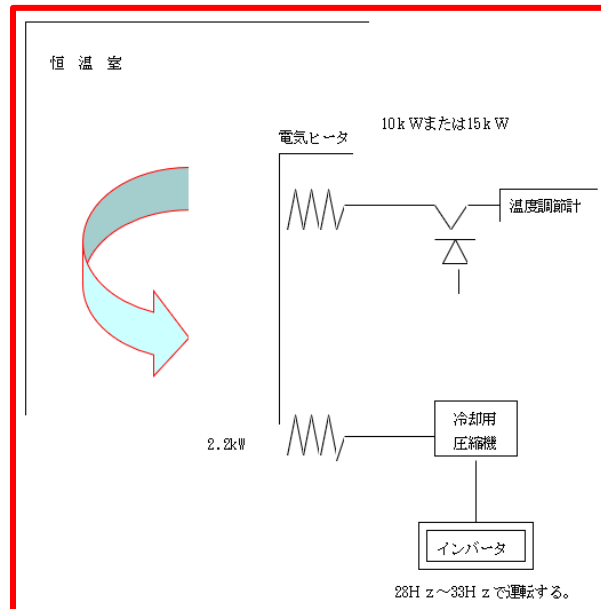 恒 温 室
10ｋＷまたは15ｋＷ
電気ヒータ
温度調節計
冷却用
圧縮機
2.2kW
インバータ
28Ｈｚ～33Ｈｚで運転する。